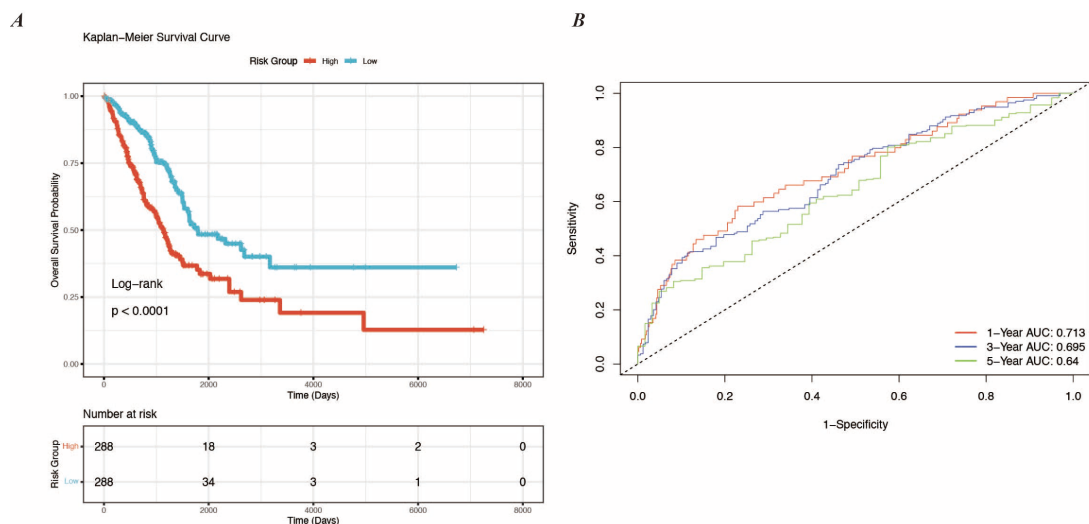 A
Kaplan-Meier Survival Curve
Risk Group High Low
1.00
0.75
0.50
0.25
0.00
Overall Survival Probability
Log-rank
p < 0.0001
0 2000 4000 6000 8000
Time (Days)
Number at risk
Risk Group
High 288 18 3 2 0
Low 288 34 3 1 0
0 2000 4000 6000 8000
Time (Days)
B
1.0
0.8
0.6
0.4
0.2
0.0
Sensitivity
1-Year AUC: 0.713
3-Year AUC: 0.695
5-Year AUC: 0.64
0.0 0.2 0.4 0.6 0.8 1.0
1-Specificity